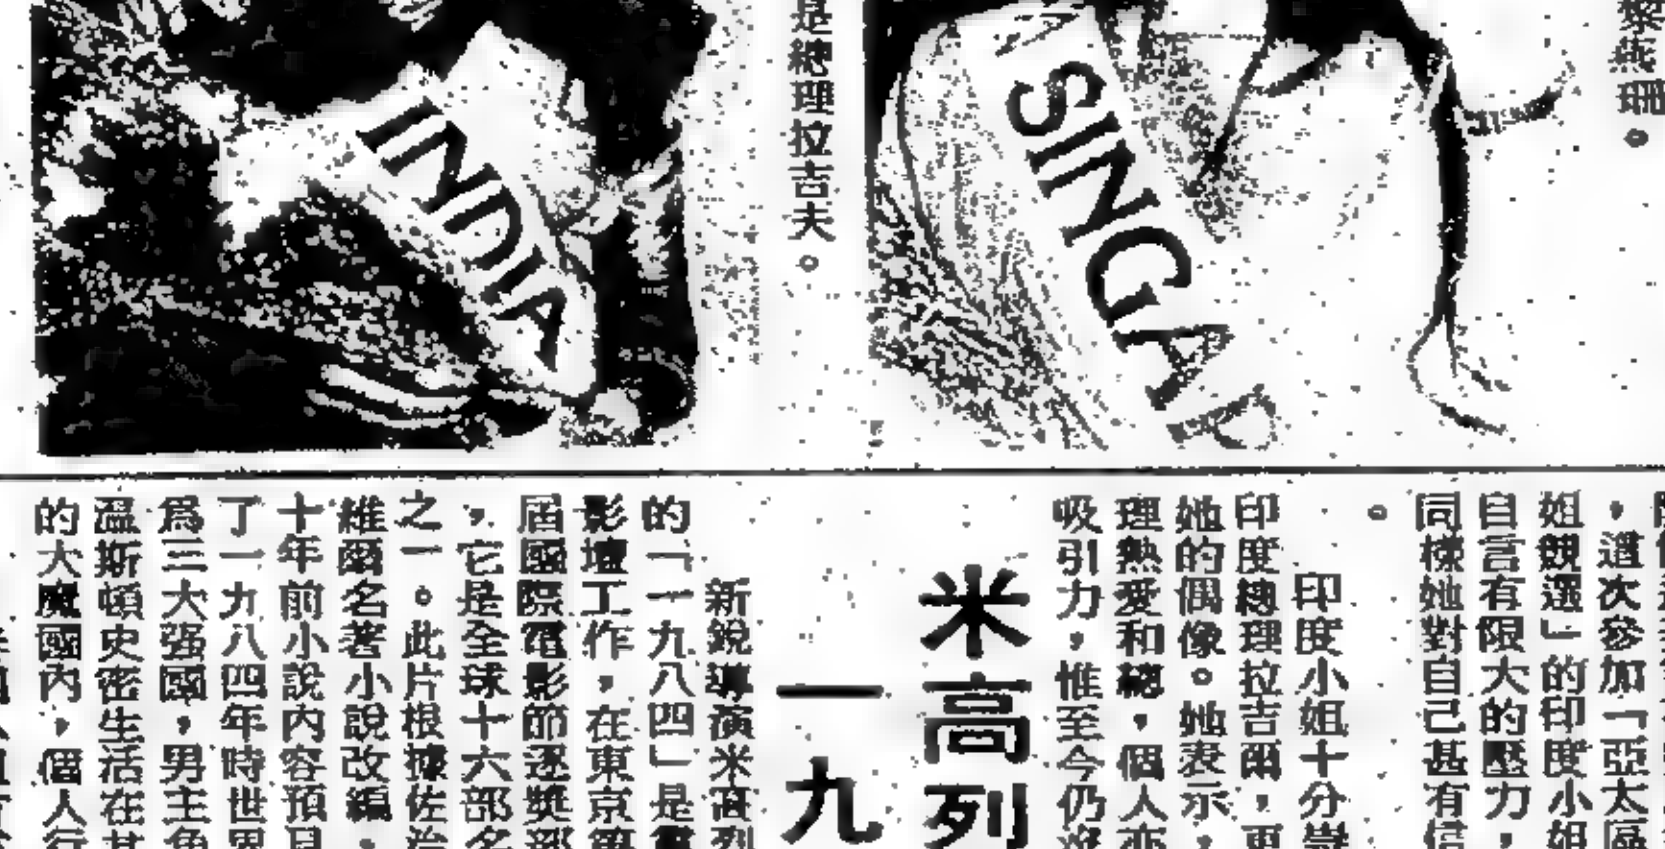 黎燕珊。
SINGAP
是總理拉吉夫。
INDIA
，這次參加「亞太區
姐競選」的印度小姐
自言有限大的壓力，
同樣她對自己甚有信
。
印度小姐十分崇
印度總理拉吉爾，更
她的偶像。她表示，
理熱愛和總，個人亦
吸引力，惟至今仍沒
米高列
一九
新銳導演米高列
的「一九八四」是
影壇工作，在東京第
屆國際電影節逐獎部
，它是全球十六部名
之一。此片根據佐治
維爾名著小說改編，
十年前小說內容預見
了一九八四年時世界
為三大强國，男主角
溫斯頓史密生活在其
的大魔國內，個人行